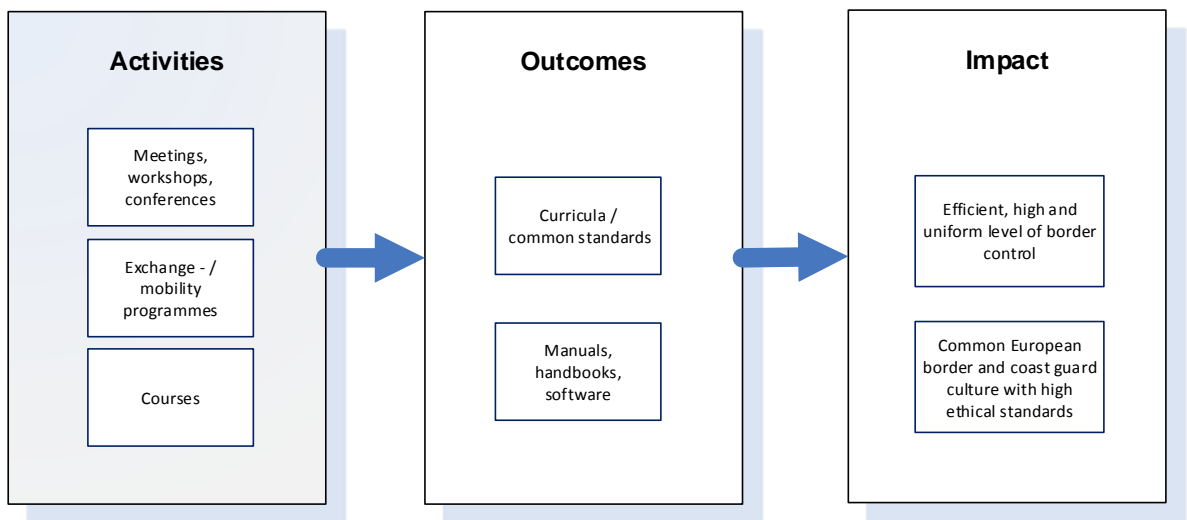 Activities
Meetings,
workshops,
conferences
Exchange - /
mobility
programmes
Courses
Outcomes
Curricula /
common standards
Manuals,
handbooks,
software
Impact
Efficient, high and
uniform level of border
control
Common European
border and coast guard
culture with high
ethical standards